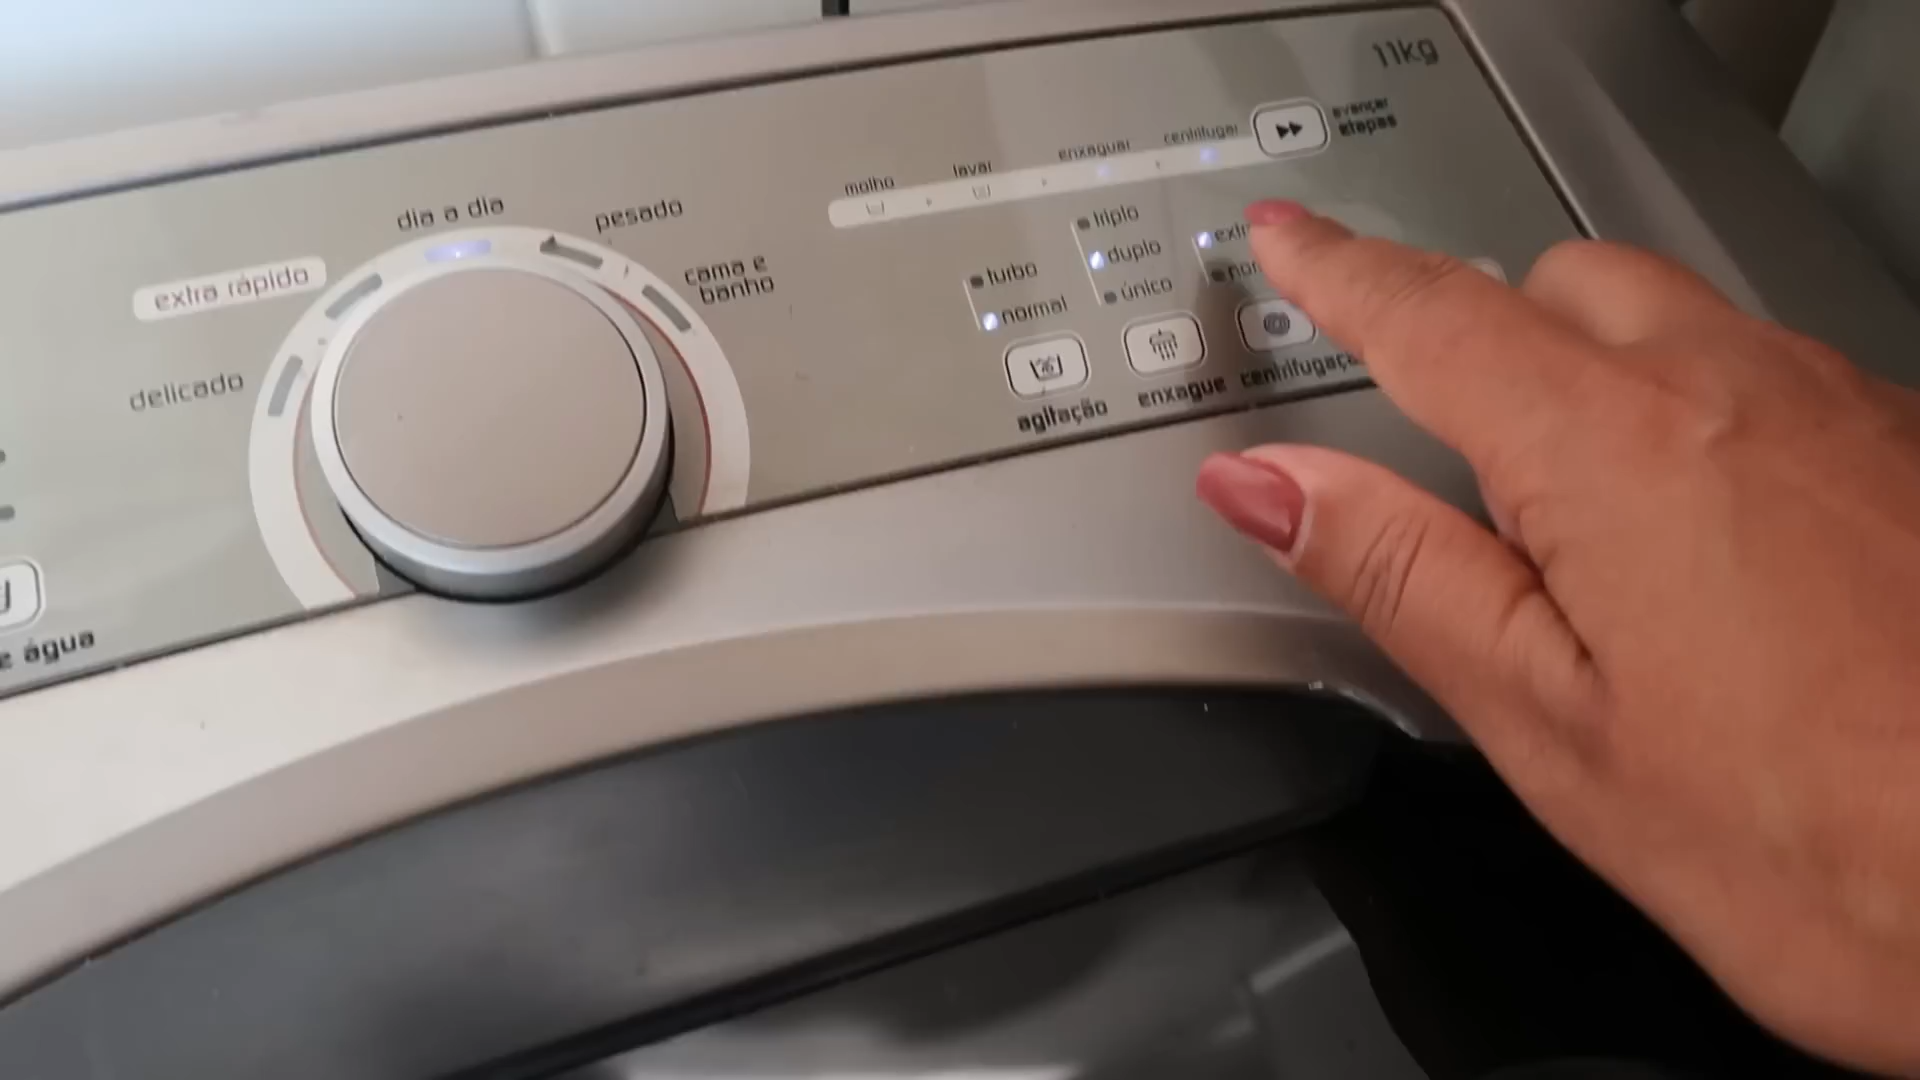 11kg
avançar
etapas
molho
lavar
enxaguar
centrifugar
dia a dia
pesado
extra rápido
cama e
banho
delicado
triplo
turbo
duplo
normal
único
agitação
enxague
água